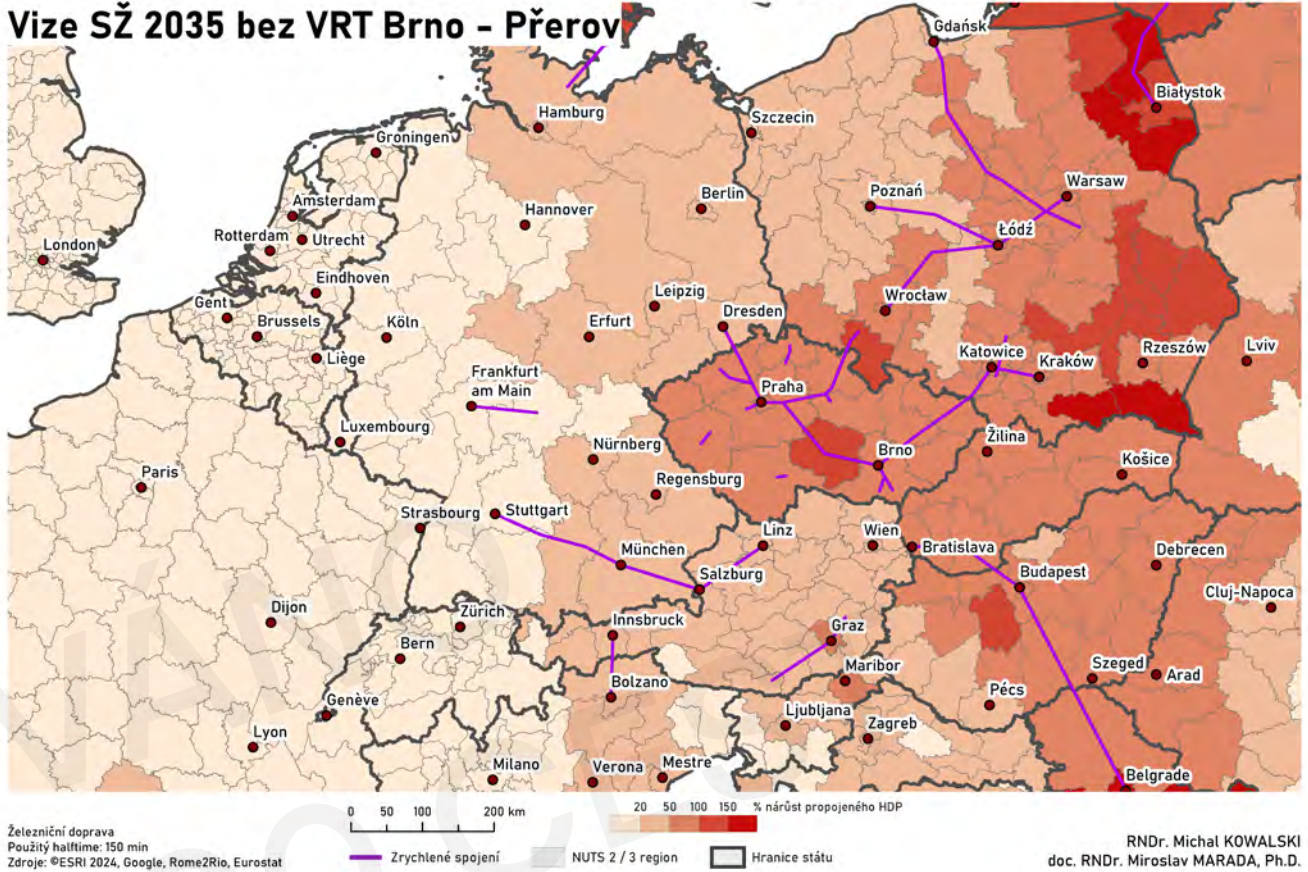 Vize SŽ 2035 bez VRT Brno - Přerov
Gdańsk
Białystok
Hamburg
Szczecin
Groningen
Berlin
Poznań
Warsaw
Amsterdam
Hannover
Rotterdam
Utrecht
Łódź
London
Eindhoven
Leipzig
Wrocław
Gent
Brussels
Köln
Erfurt
Dresden
Liège
Katowice
Kraków
Rzeszów
Lviv
Frankfurt
am Main
Praha
Luxembourg
Nürnberg
Brno
Žilina
Košice
Paris
Regensburg
Strasbourg
Stuttgart
Linz
Wien
Bratislava
Debrecen
München
Salzburg
Budapest
Cluj-Napoca
Dijon
Zürich
Innsbruck
Graz
Bern
Maribor
Szeged
Arad
Bolzano
Pécs
Genève
Ljubljana
Zagreb
Lyon
Milano
Verona
Mestre
Belgrade
0 50 100 200 km
20 50 100 150 % nárůst propojeného HDP
Železniční doprava
Použitý halftime: 150 min
Zdroje: ©ESRI 2024, Google, Rome2Rio, Eurostat
Zrychlené spojení
NUTS 2 / 3 region
Hranice státu
RNDr. Michal KOWALSKI
doc. RNDr. Miroslav MARADA, Ph.D.